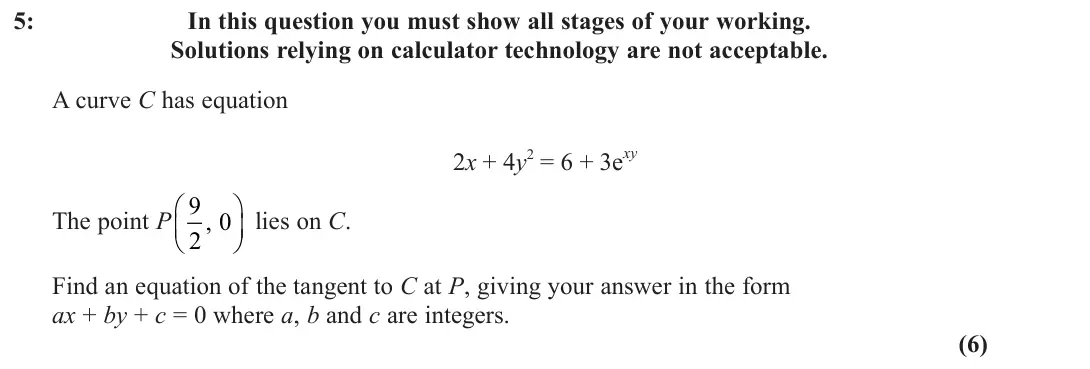 5:
In this question you must show all stages of your working.
Solutions relying on calculator technology are not acceptable.
A curve C has equation
2x + 4y² = 6 + 3eˣʸ
The point P(9/2, 0) lies on C.
Find an equation of the tangent to C at P, giving your answer in the form
ax + by + c = 0 where a, b and c are integers.
(6)